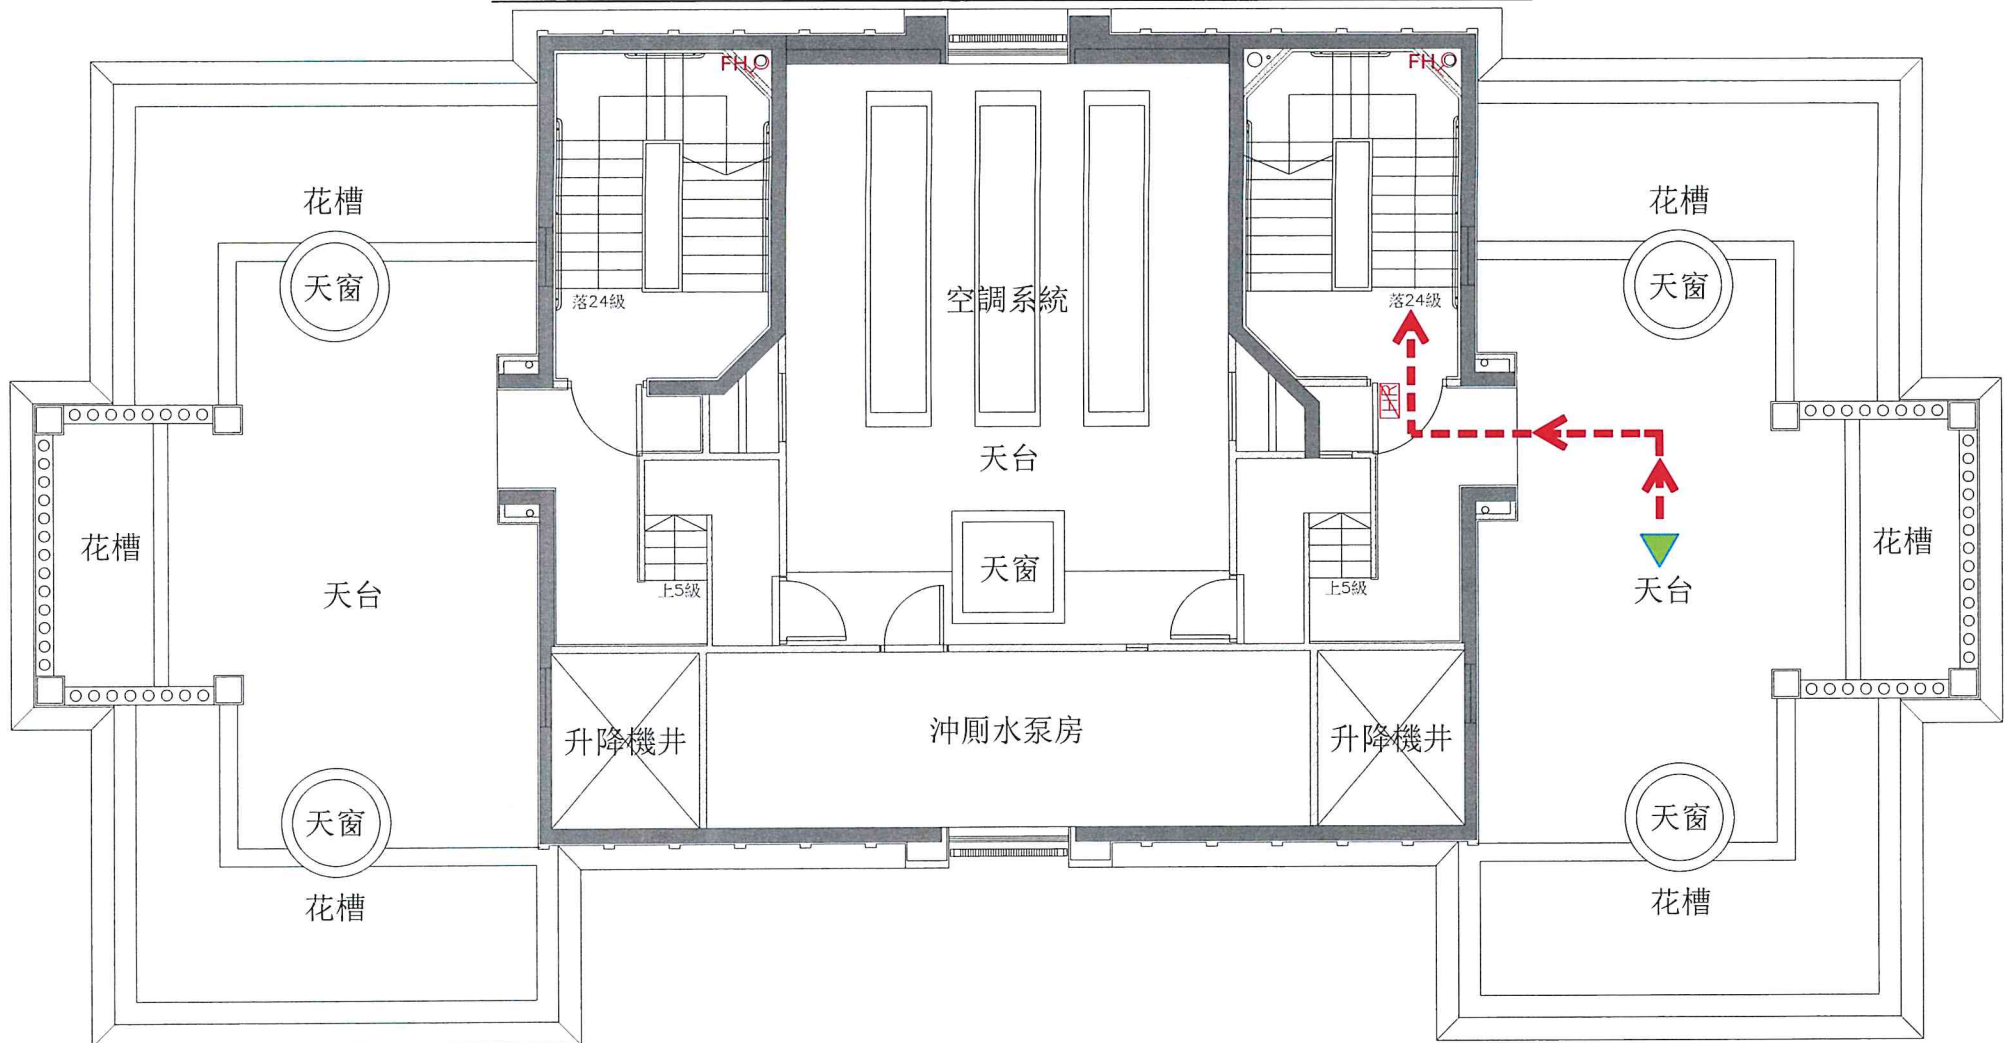 FH
FH
花槽
花槽
天窗
天窗
空調系統
落24級
落24級
HR
天台
花槽
花槽
天窗
天台
天台
上5級
上5級
沖厠水泵房
升降機井
升降機井
天窗
天窗
花槽
花槽